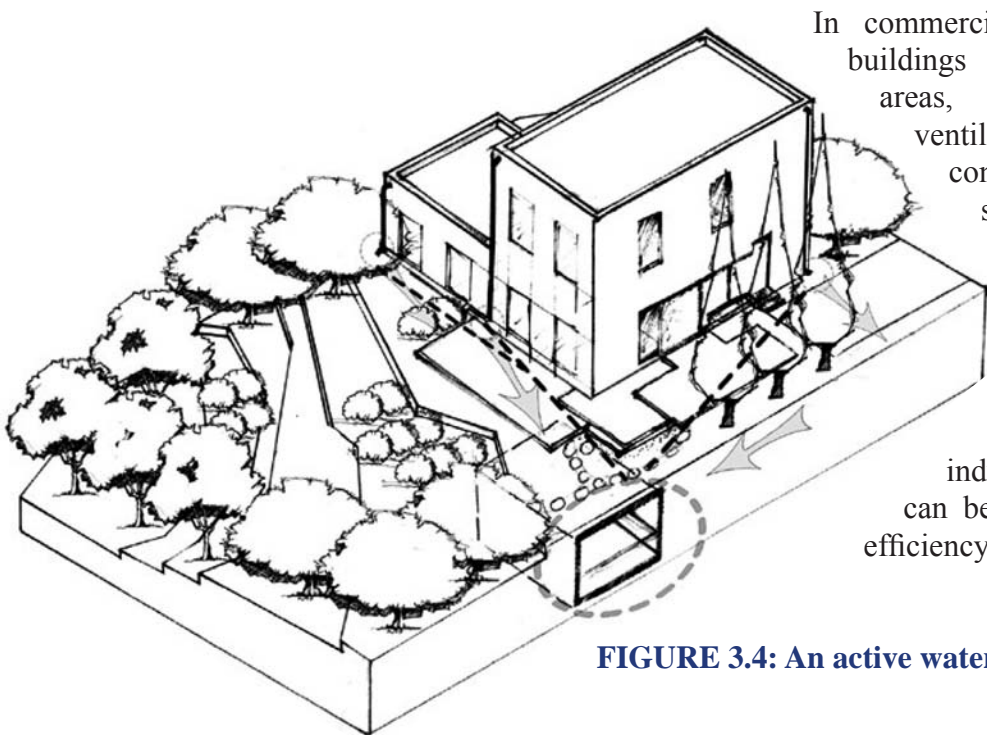 In commerci
buildings
areas,
ventil
con
s
ind
can be
efficiency
FIGURE 3.4: An active water